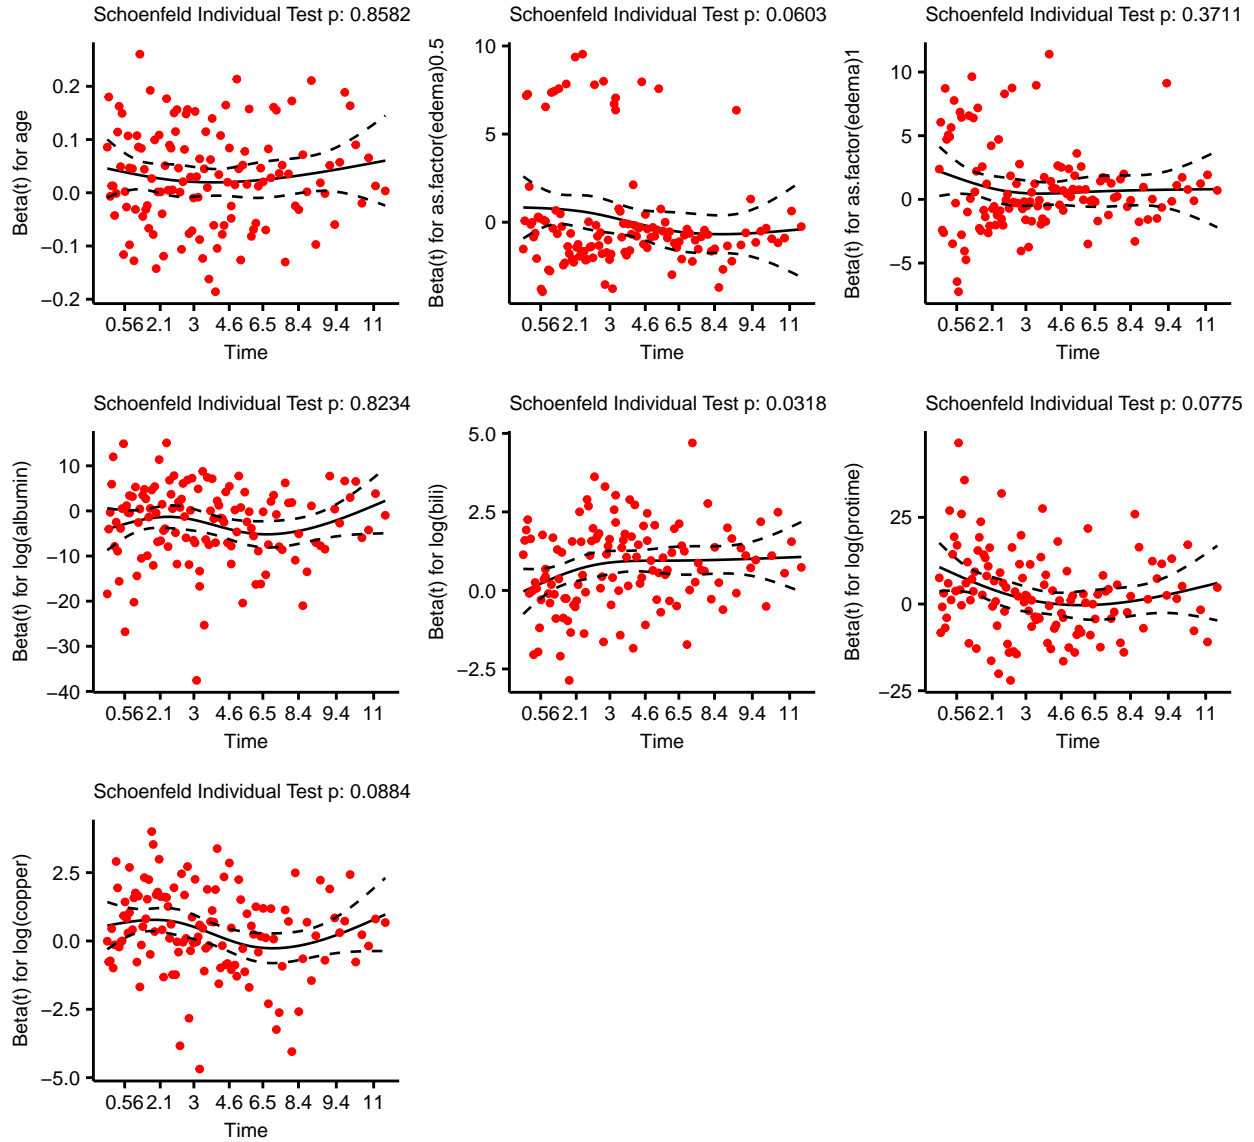 Schoenfeld Individual Test p: 0.8582
Beta(t) for age
0.2
0.1
0.0
−0.1
−0.2
0.56 2.1 3 4.6 6.5 8.4 9.4 11
Time
Schoenfeld Individual Test p: 0.0603
Beta(t) for as.factor(edema)0.5
10
5
0
0.56 2.1 3 4.6 6.5 8.4 9.4 11
Time
Schoenfeld Individual Test p: 0.3711
Beta(t) for as.factor(edema)1
10
5
0
−5
0.56 2.1 3 4.6 6.5 8.4 9.4 11
Time
Schoenfeld Individual Test p: 0.8234
Beta(t) for log(albumin)
10
0
−10
−20
−30
−40
0.56 2.1 3 4.6 6.5 8.4 9.4 11
Time
Schoenfeld Individual Test p: 0.0318
Beta(t) for log(bili)
5.0
2.5
0.0
−2.5
0.56 2.1 3 4.6 6.5 8.4 9.4 11
Time
Schoenfeld Individual Test p: 0.0775
Beta(t) for log(protime)
25
0
−25
0.56 2.1 3 4.6 6.5 8.4 9.4 11
Time
Schoenfeld Individual Test p: 0.0884
Beta(t) for log(copper)
2.5
0.0
−2.5
−5.0
0.56 2.1 3 4.6 6.5 8.4 9.4 11
Time